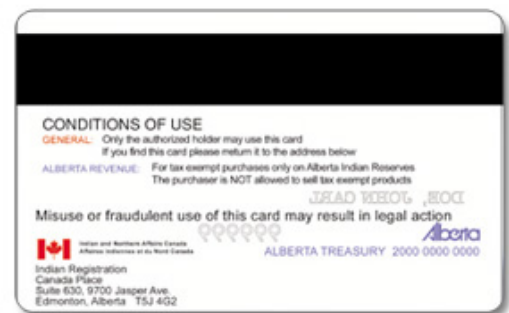 CONDITIONS OF USE
GENERAL: Only the authorized holder may use this card
If you find this card please return it to the address below
ALBERTA REVENUE: For tax exempt purchases only on Alberta Indian Reserves
The purchaser is NOT allowed to sell tax exempt products
DOE, JOHN CARL
Misuse or fraudulent use of this card may result in legal action
999999
Alberta
Indian and Northern Affairs Canada
Affaires indiennes et du Nord Canada
ALBERTA TREASURY 2000 0000 0000
Indian Registration
Canada Place
Suite 630, 9700 Jasper Ave.
Edmonton, Alberta T5J 4G2